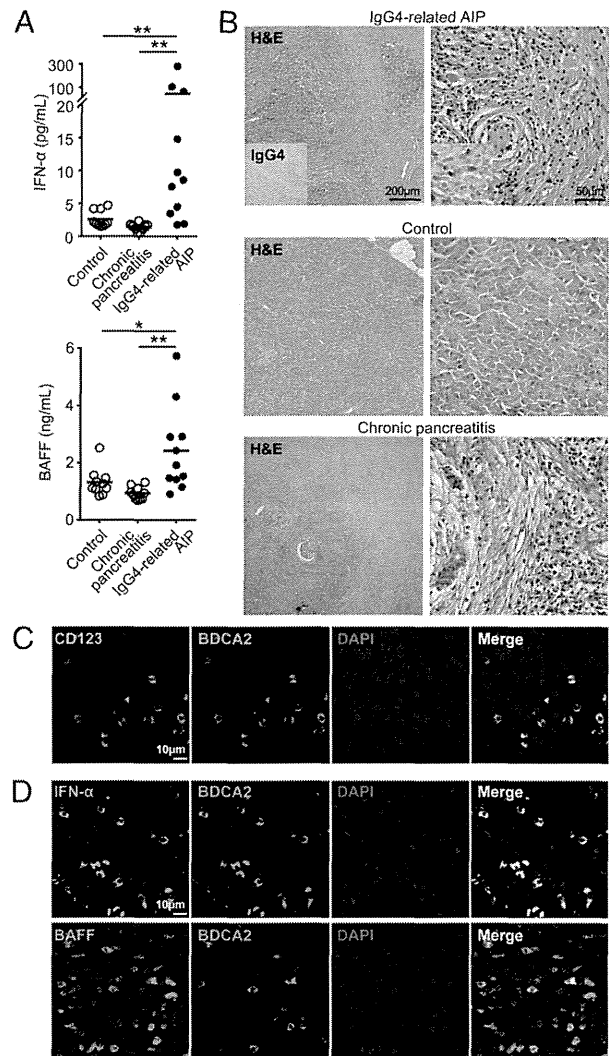 A
**
**
300
100
20
15
10
5
0
IFN-α (pg/mL)
Control
Chronic
pancreatitis
IgG4-related
AIP
*
**
6
4
2
0
BAFF (ng/mL)
Control
Chronic
pancreatitis
IgG4-related
AIP
B
IgG4-related AIP
H&E
IgG4
200μm
50μm
Control
H&E
Chronic pancreatitis
H&E
C
CD123
BDCA2
DAPI
Merge
10μm
D
IFN-α
BDCA2
DAPI
Merge
10μm
BAFF
BDCA2
DAPI
Merge